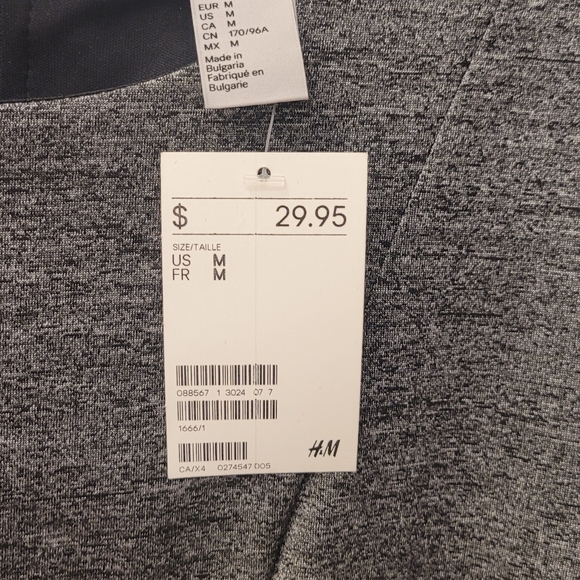 EUR M
US M
CA M
CN 170/96A
MX M
Made in
Bulgaria
Fabriqué en
Bulgarie
$ 29.95
SIZE/TAILLE
US M
FR M
088567 1 3024 07 7
1666/1
H&M
CA/X4 0274547 005